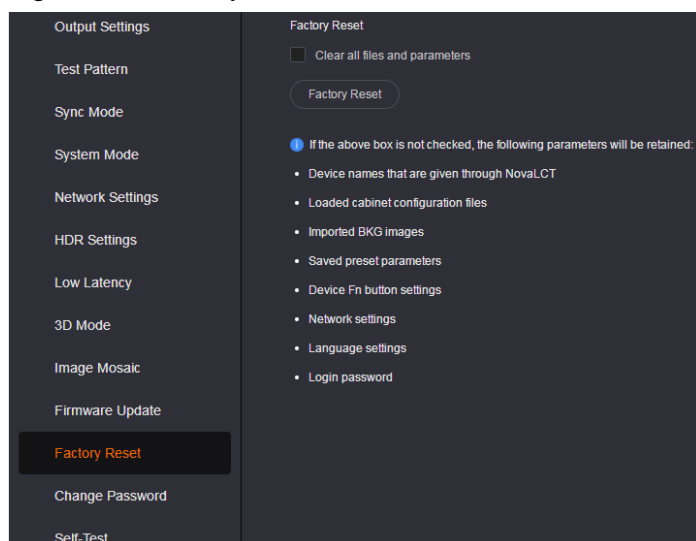 Output Settings
Test Pattern
Sync Mode
System Mode
Network Settings
HDR Settings
Low Latency
3D Mode
Image Mosaic
Firmware Update
Factory Reset
Change Password
Self-Test
Factory Reset
Clear all files and parameters
Factory Reset
If the above box is not checked, the following parameters will be retained:
• Device names that are given through NovaLCT
• Loaded cabinet configuration files
• Imported BKG images
• Saved preset parameters
• Device Fn button settings
• Network settings
• Language settings
• Login password